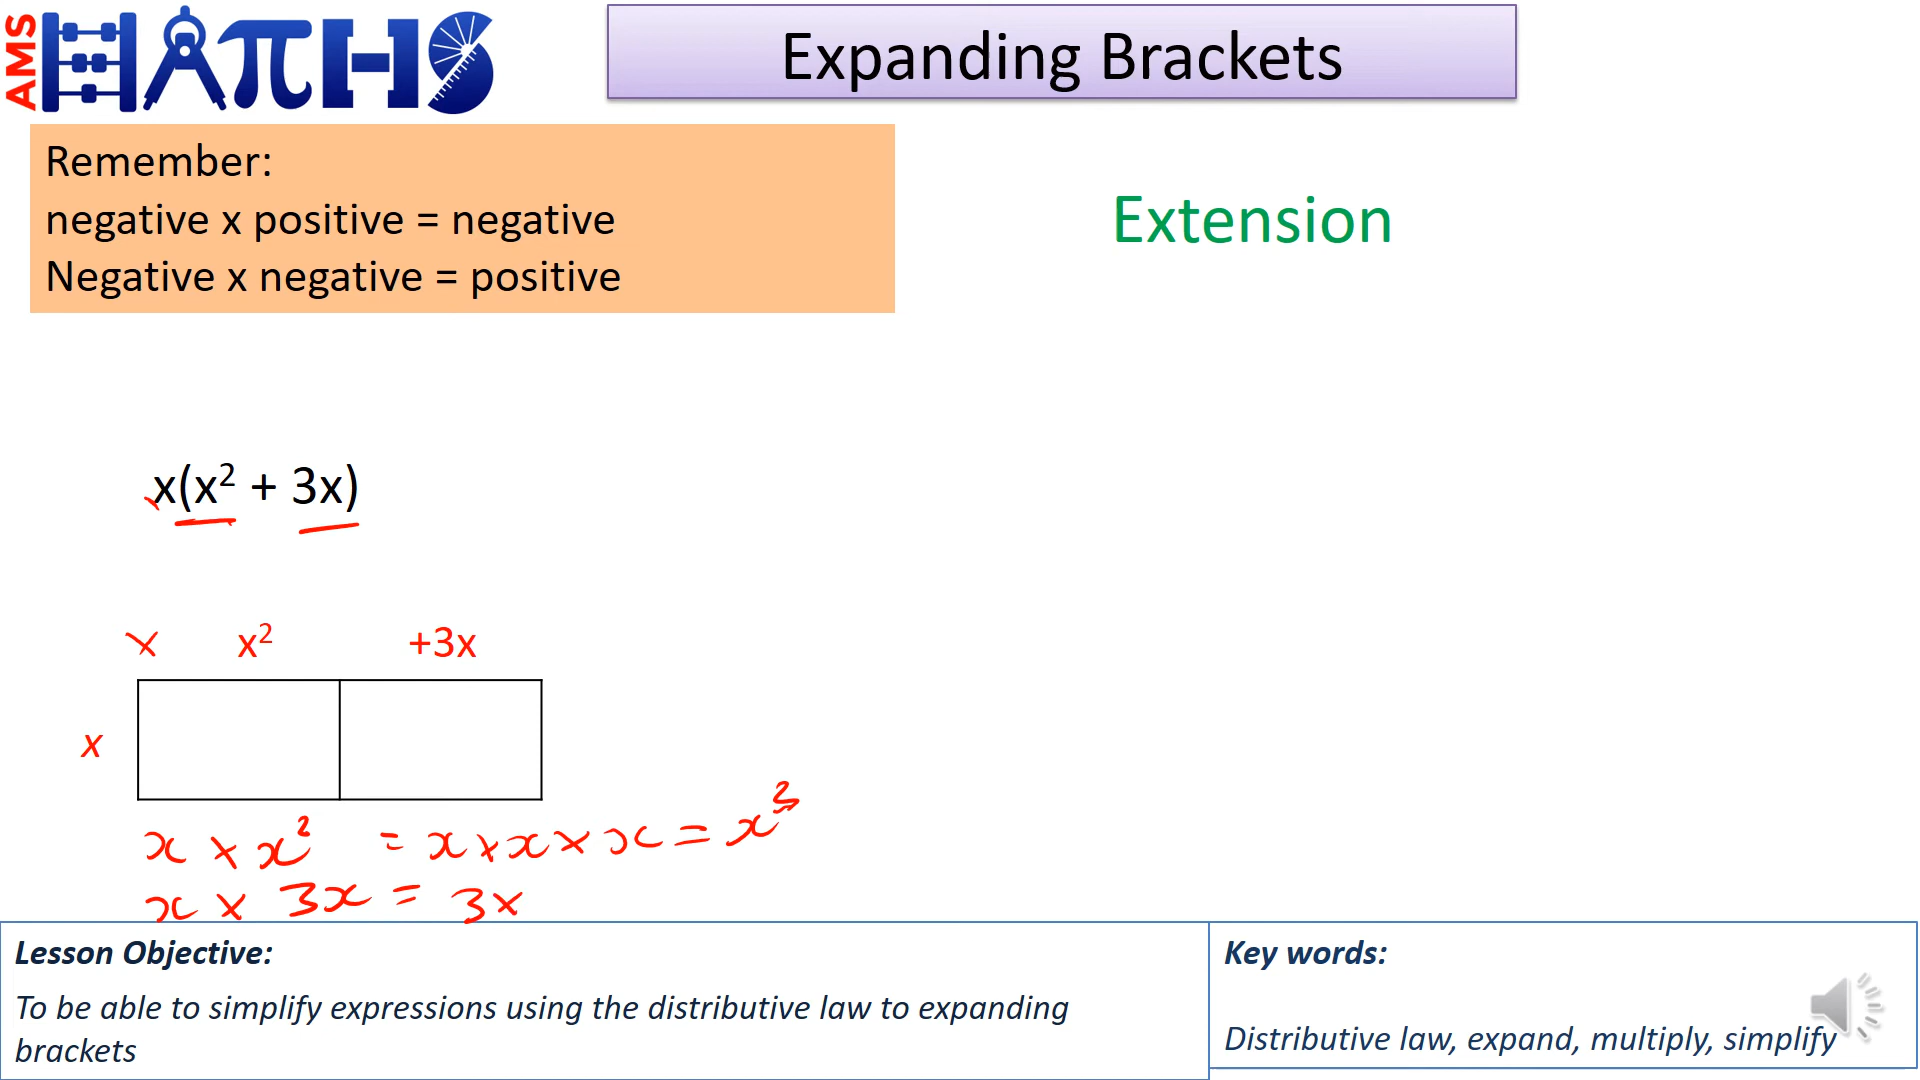 AMS MATHS
Expanding Brackets
Remember:
negative x positive = negative
Negative x negative = positive
Extension
x(x² + 3x)
x x² +3x
x
x × x² = x × x × x = x³
x × 3x = 3x
Lesson Objective:
To be able to simplify expressions using the distributive law to expanding
brackets
Key words:
Distributive law, expand, multiply, simplify